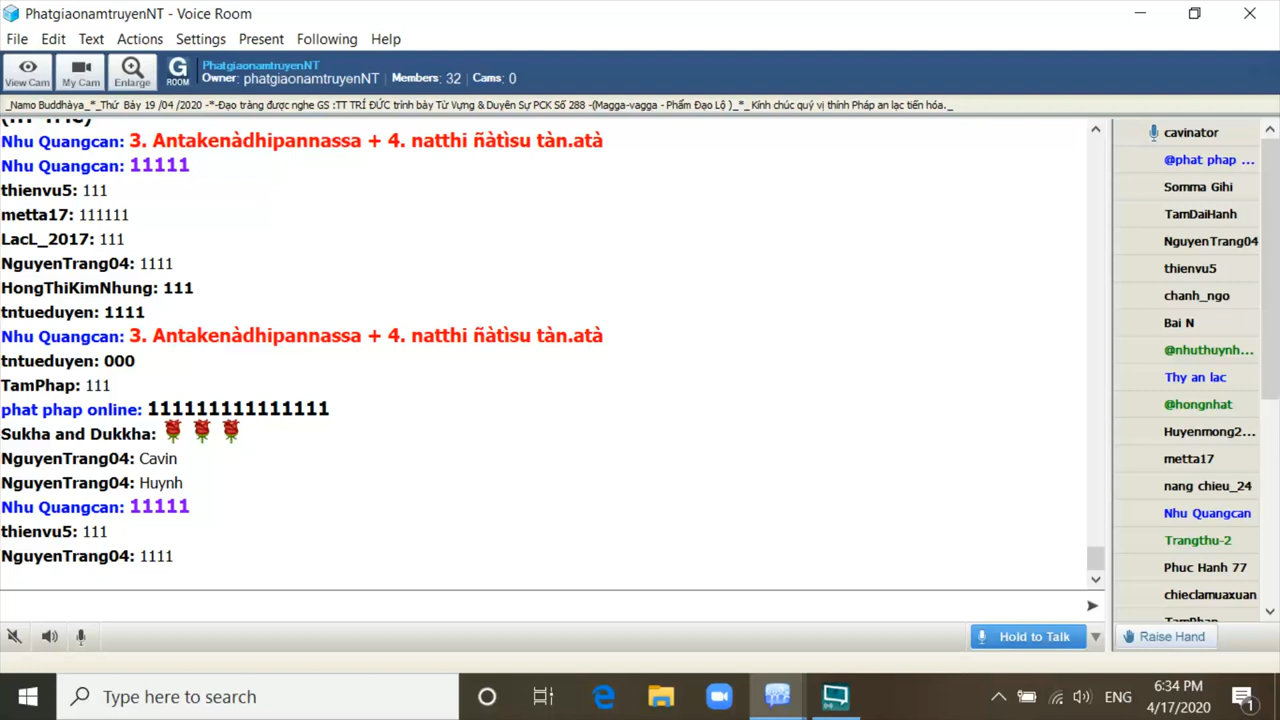 PhatgiaonamtruyenNT - Voice Room
File Edit Text Actions Settings Present Following Help
View Cam My Cam Enlarge G ROOM
PhatgiaonamtruyenNT
Owner: phatgiaonamtruyenNT Members: 32 Cams: 0
_Namo Buddhàya_*_Thứ Bảy 19 /04 /2020 -*-Đạo tràng được nghe GS :TT TRÍ ĐỨC trình bày Từ Vựng & Duyên Sự PCK Số 288 -(Magga-vagga - Phẩm Đạo Lộ )_*_ Kính chúc quý vị thính Pháp an lạc tiến hóa._
Nhu Quangcan: 3. Antakenàdhipannassa + 4. natthi ñàtìsu tàn.atà
Nhu Quangcan: 11111
thienvu5: 111
metta17: 111111
LacL_2017: 111
NguyenTrang04: 1111
HongThiKimNhung: 111
tntueduyen: 1111
Nhu Quangcan: 3. Antakenàdhipannassa + 4. natthi ñàtìsu tàn.atà
tntueduyen: 000
TamPhap: 111
phat phap online: 111111111111111
Sukha and Dukkha:
NguyenTrang04: Cavin
NguyenTrang04: Huynh
Nhu Quangcan: 11111
thienvu5: 111
NguyenTrang04: 1111
cavinator
@phat phap ...
Somma Gihi
TamDaiHanh
NguyenTrang04
thienvu5
chanh_ngo
Bai N
@nhuthuynh...
Thy an lac
@hongnhat
Huyenmong2...
metta17
nang chieu_24
Nhu Quangcan
Trangthu-2
Phuc Hanh 77
chieclamuaxuan
TamPhap
Hold to Talk
Raise Hand
Type here to search
ENG
6:34 PM
4/17/2020
1